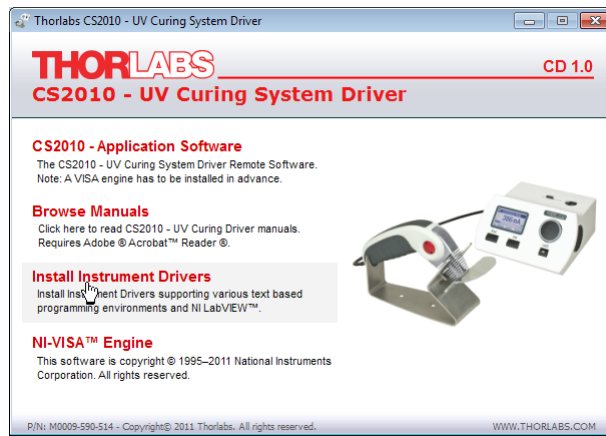 Thorlabs CS2010 - UV Curing System Driver
THORLABS
CD 1.0
CS2010 - UV Curing System Driver
CS2010 - Application Software
The CS2010 - UV Curing System Driver Remote Software.
Note: A VISA engine has to be installed in advance.
Browse Manuals
Click here to read CS2010 - UV Curing Driver manuals.
Requires Adobe ® Acrobat™ Reader ®.
Install Instrument Drivers
Install Instrument Drivers supporting various text based
programming environments and NI LabVIEW™.
NI-VISA™ Engine
This software is copyright © 1995–2011 National Instruments
Corporation. All rights reserved.
P/N: M0009-590-514 - Copyright© 2011 Thorlabs. All rights reserved.
WWW.THORLABS.COM